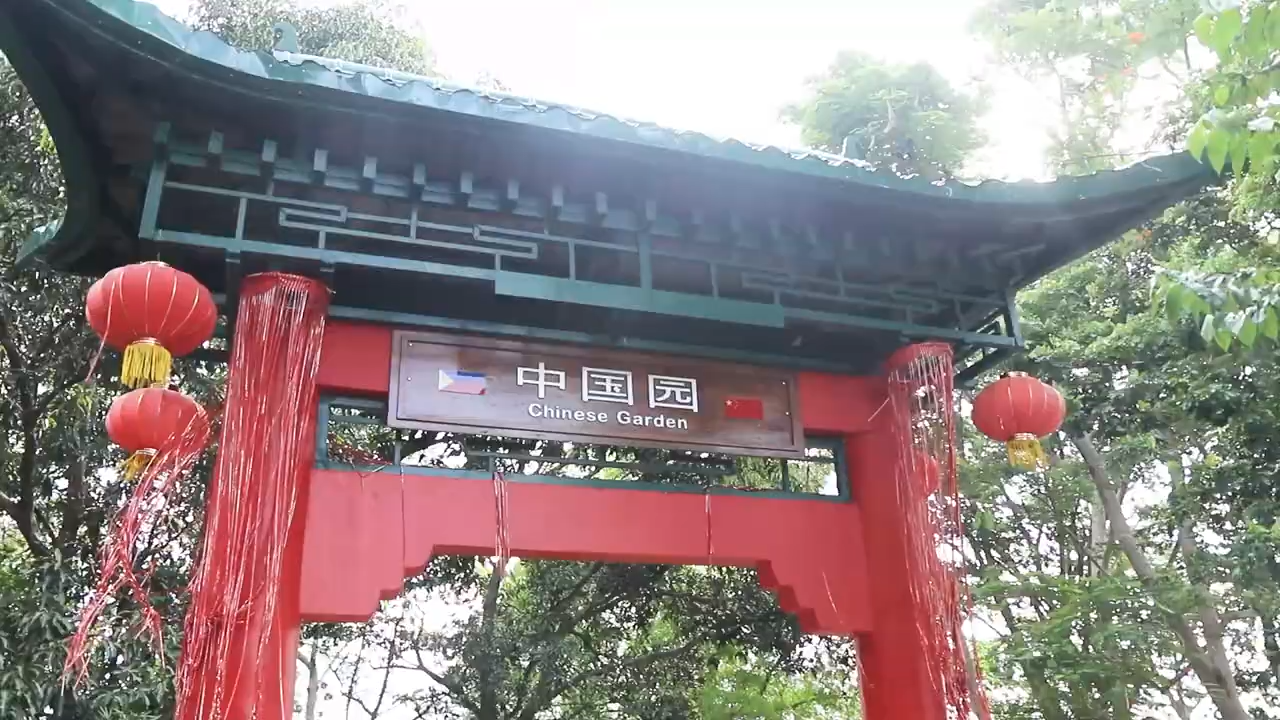 中国园
Chinese Garden